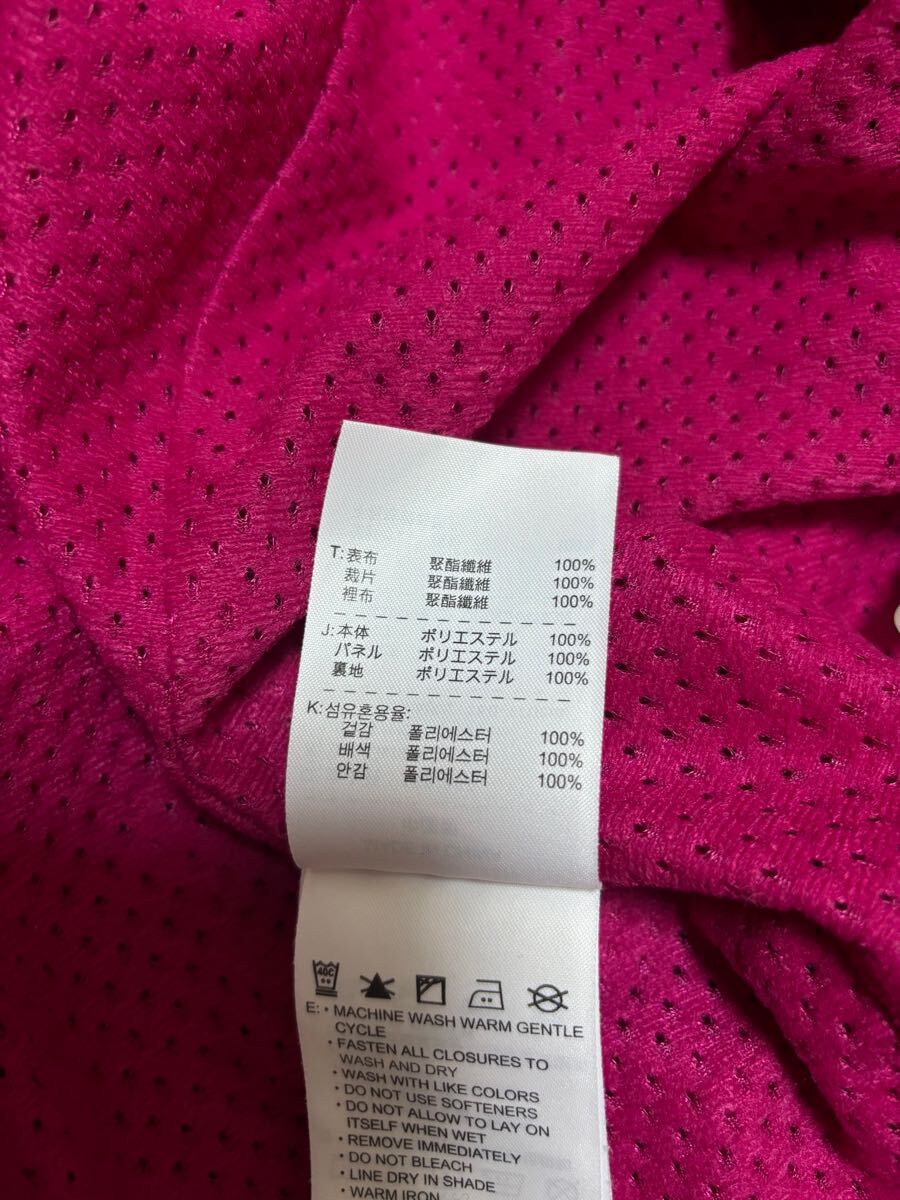 T:表布 聚酯纖維 100%
裁片 聚酯纖維 100%
裡布 聚酯纖維 100%
J:本体 ポリエステル 100%
パネル ポリエステル 100%
裏地 ポリエステル 100%
K:섬유혼용율:
겉감 폴리에스터 100%
배색 폴리에스터 100%
안감 폴리에스터 100%
40C
E: • MACHINE WASH WARM GENTLE
CYCLE
• FASTEN ALL CLOSURES TO
WASH AND DRY
• WASH WITH LIKE COLORS
• DO NOT USE SOFTENERS
• DO NOT ALLOW TO LAY ON
ITSELF WHEN WET
• REMOVE IMMEDIATELY
• DO NOT BLEACH
• LINE DRY IN SHADE
• WARM IRON